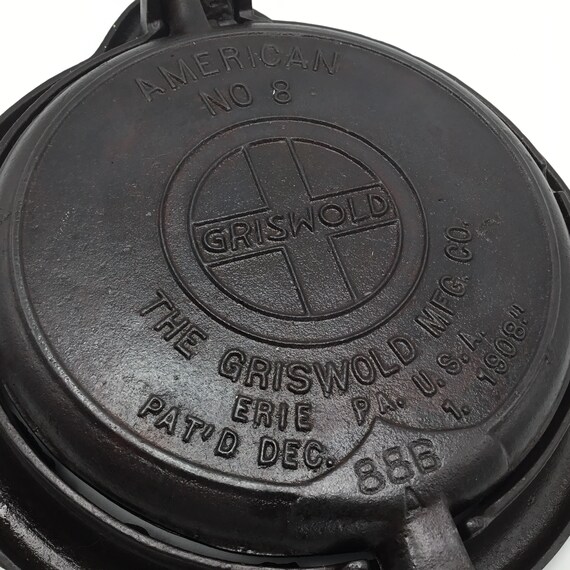 AMERICAN
NO 8
GRISWOLD
THE GRISWOLD MFG. CO.
ERIE PA. U.S.A.
PAT'D DEC. 1. 1908."
886
A